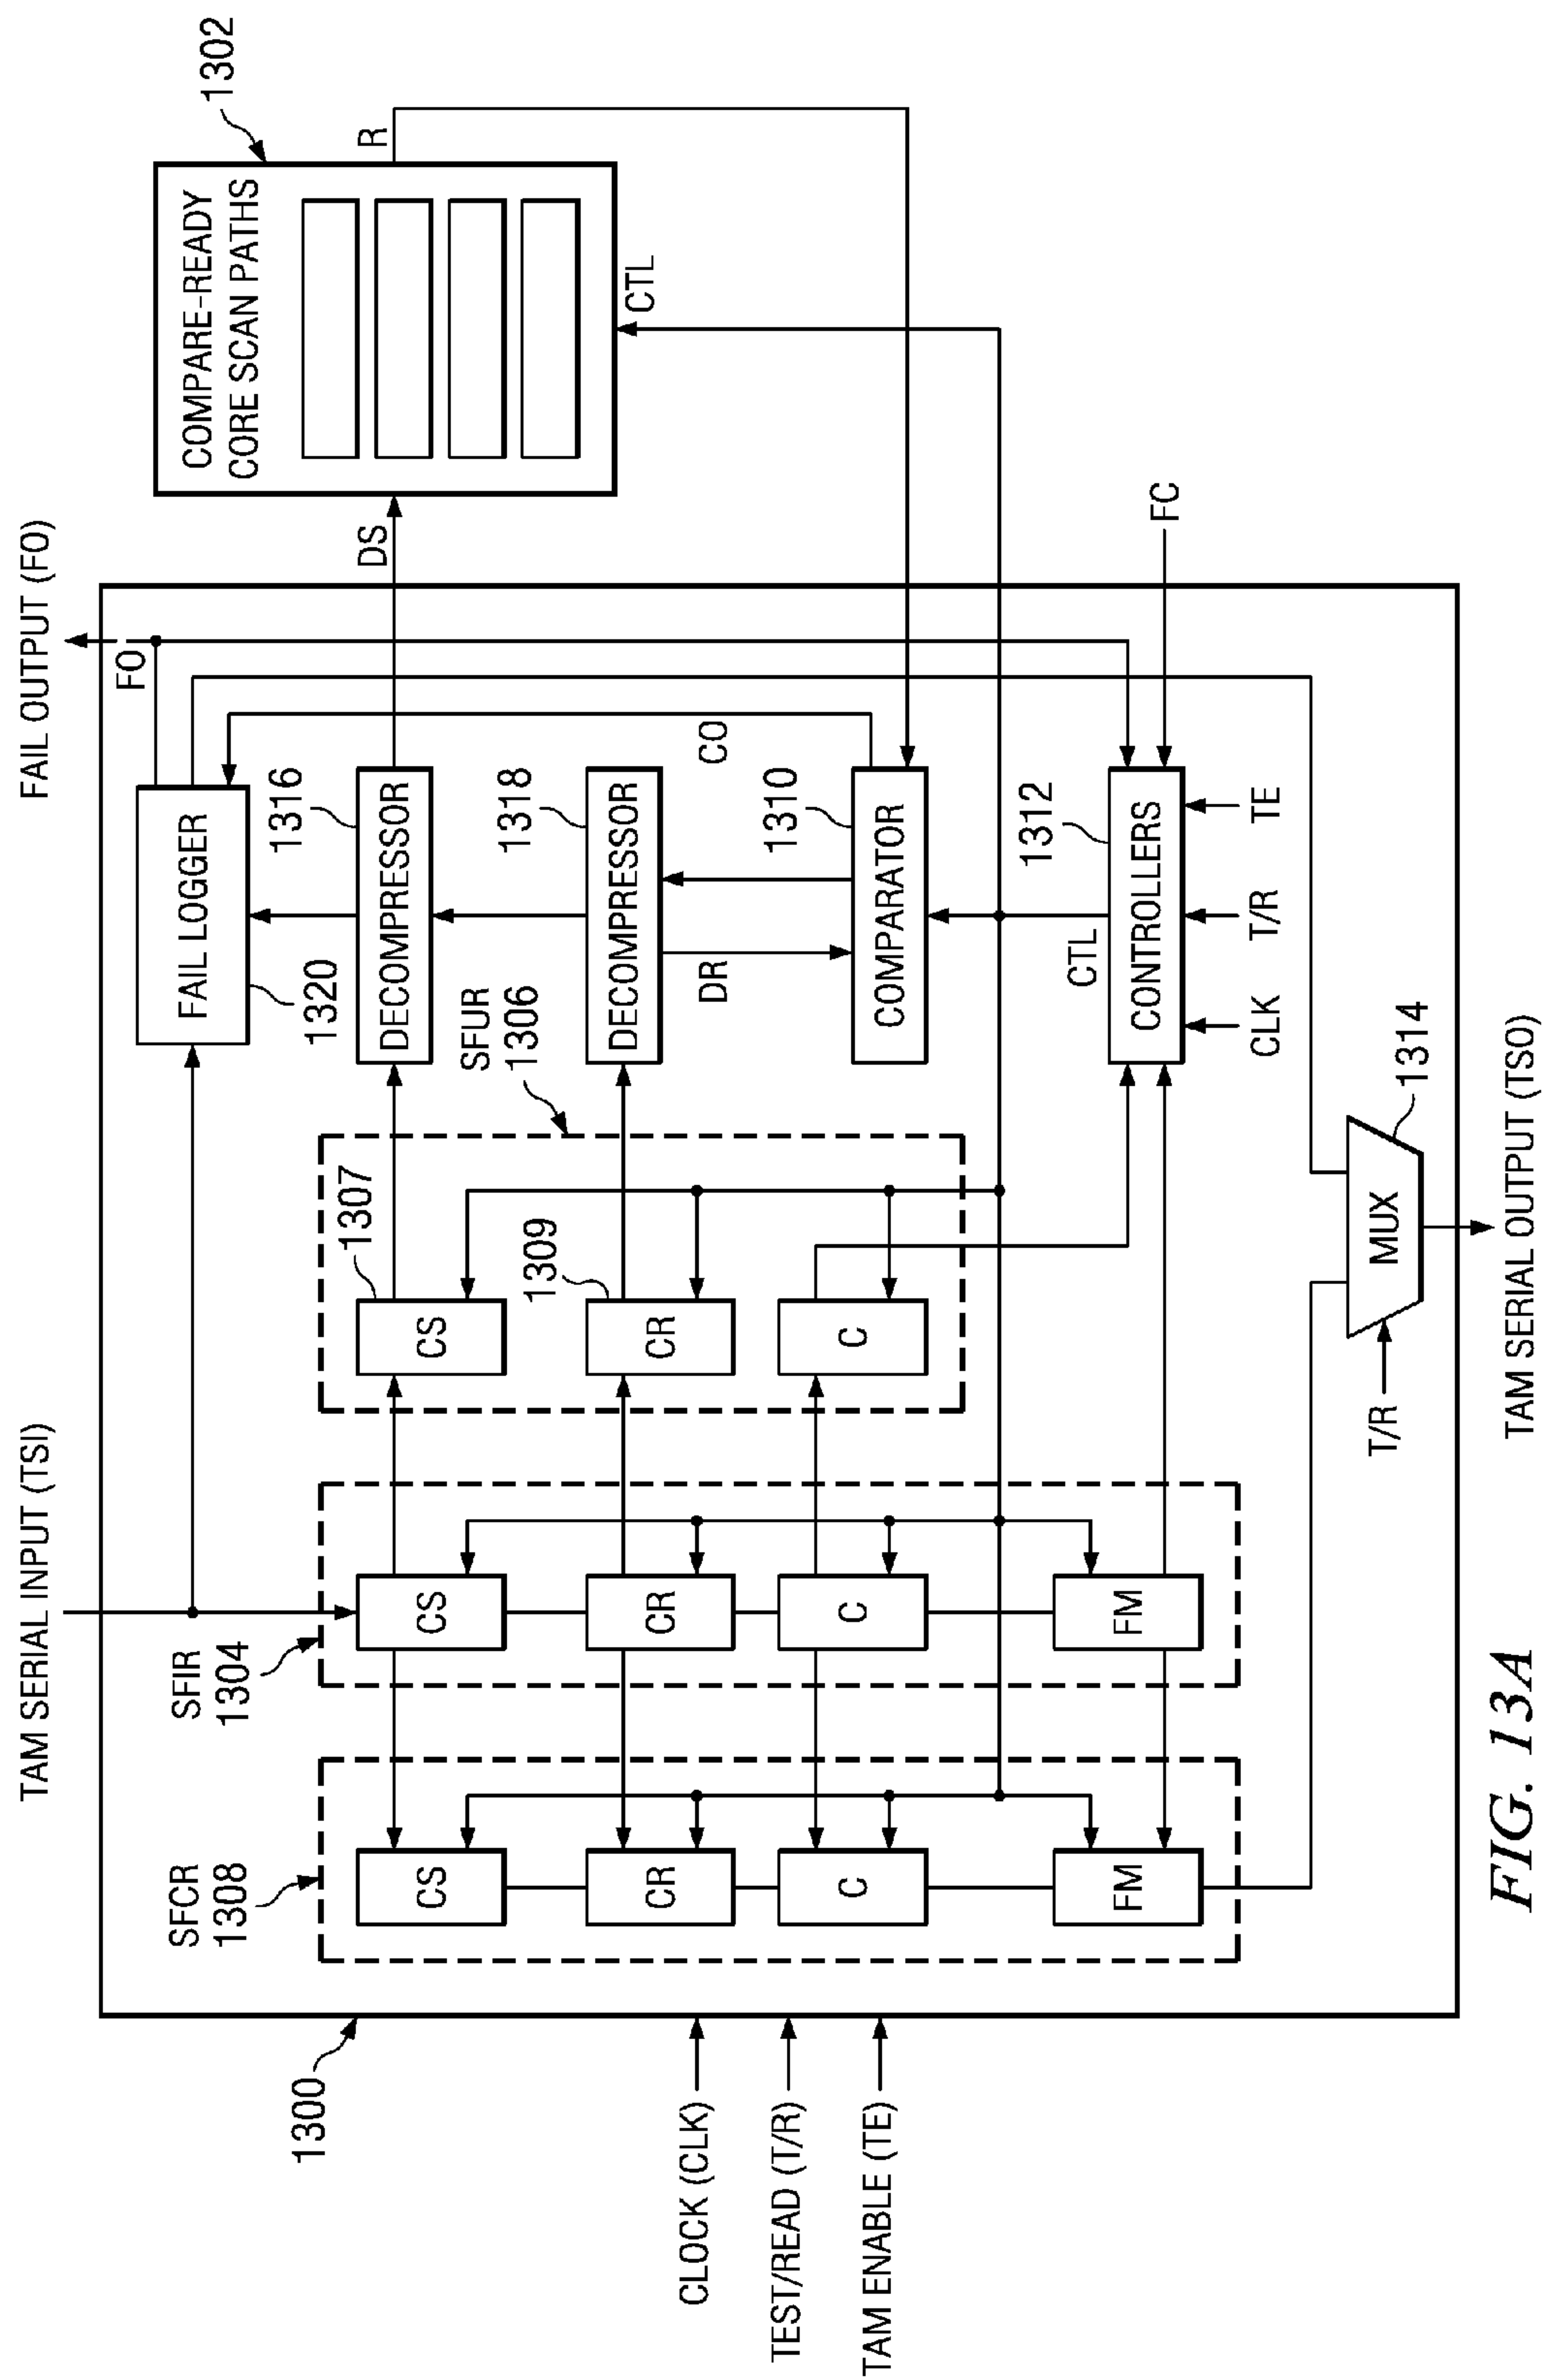 TAM SERIAL INPUT (TSI)
FAIL OUTPUT (FO)
FO
1302
COMPARE-READY
CORE SCAN PATHS
R
DS
CTL
FAIL LOGGER
1320
SFCR
1308
SFIR
1304
SFUR
1306
1307
1316
CS
CS
CS
DECOMPRESSOR
1309
1318
CR
CR
CR
DECOMPRESSOR
DR
CO
1310
C
C
C
COMPARATOR
CTL
1312
FM
FM
CONTROLLERS
FC
CLK
T/R
TE
1300
CLOCK (CLK)
TEST/READ (T/R)
TAM ENABLE (TE)
T/R
MUX
1314
TAM SERIAL OUTPUT (TSO)
FIG. 13A